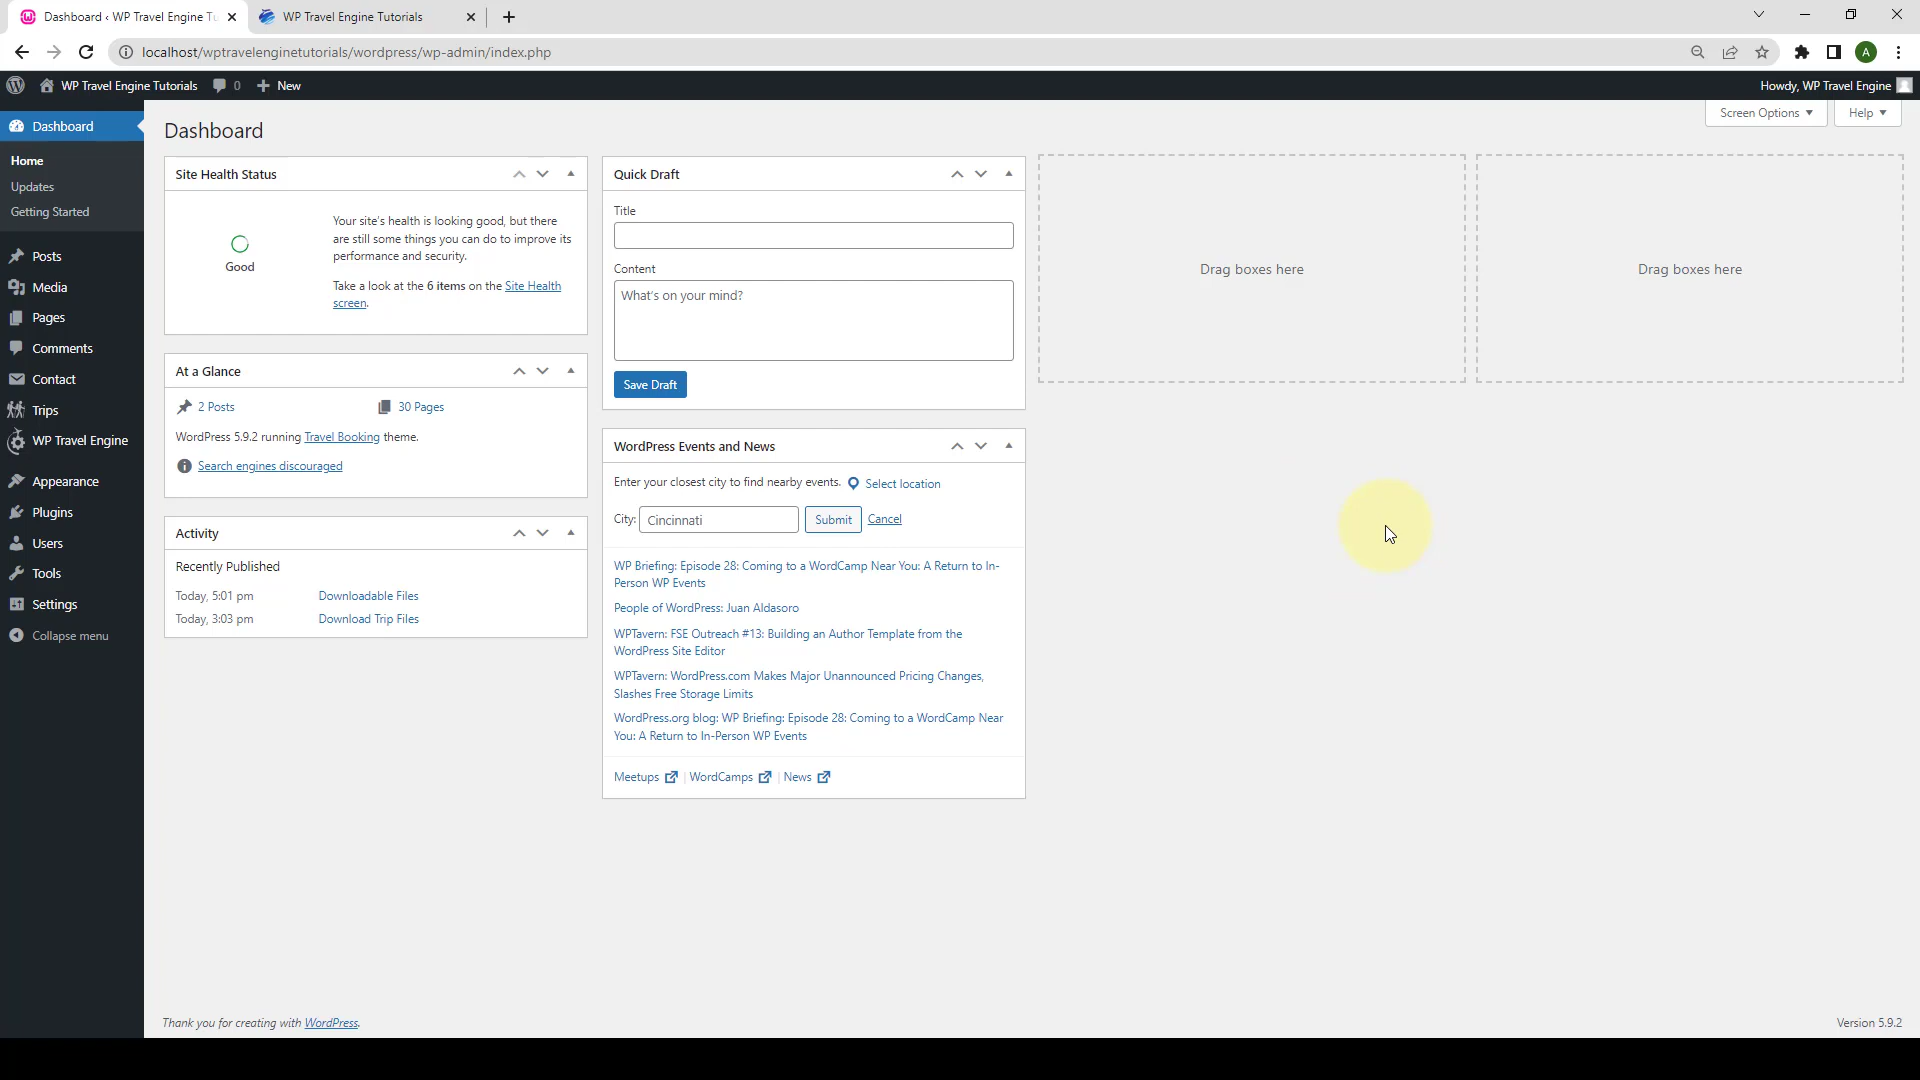 Dashboard ‹ WP Travel Engine Tu
WP Travel Engine Tutorials
localhost/wptravelenginetutorials/wordpress/wp-admin/index.php
A
WP Travel Engine Tutorials
0
New
Howdy, WP Travel Engine
Dashboard
Home
Updates
Getting Started
Posts
Media
Pages
Comments
Contact
Trips
WP Travel Engine
Appearance
Plugins
Users
Tools
Settings
Collapse menu
Screen Options
Help
Dashboard
Site Health Status
Good
Your site's health is looking good, but there
are still some things you can do to improve its
performance and security.
Take a look at the 6 items on the Site Health
screen.
At a Glance
2 Posts
30 Pages
WordPress 5.9.2 running Travel Booking theme.
Search engines discouraged
Activity
Recently Published
Today, 5:01 pm Downloadable Files
Today, 3:03 pm Download Trip Files
Quick Draft
Title
Content
What's on your mind?
Save Draft
WordPress Events and News
Enter your closest city to find nearby events. Select location
City: Cincinnati Submit Cancel
WP Briefing: Episode 28: Coming to a WordCamp Near You: A Return to In-
Person WP Events
People of WordPress: Juan Aldasoro
WPTavern: FSE Outreach #13: Building an Author Template from the
WordPress Site Editor
WPTavern: WordPress.com Makes Major Unannounced Pricing Changes,
Slashes Free Storage Limits
WordPress.org blog: WP Briefing: Episode 28: Coming to a WordCamp Near
You: A Return to In-Person WP Events
Meetups | WordCamps | News
Drag boxes here
Drag boxes here
Thank you for creating with WordPress.
Version 5.9.2